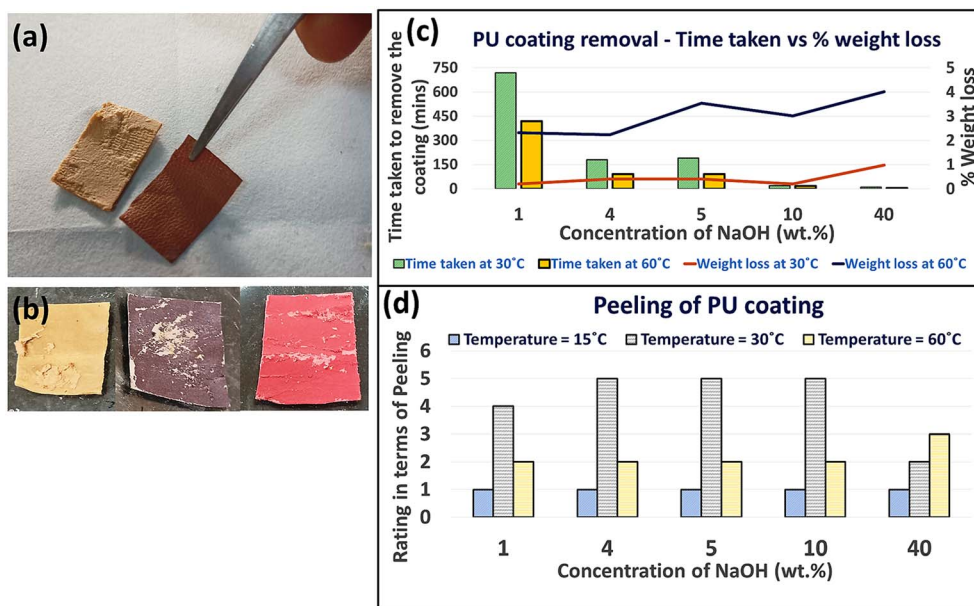 (a)
(b)
(c)
PU coating removal - Time taken vs % weight loss
Time taken to remove the
coating (mins)
750
600
450
300
150
0
5
4
3
2
1
0
% Weight loss
1 4 5 10 40
Concentration of NaOH (wt.%)
Time taken at 30˚C Time taken at 60˚C Weight loss at 30˚C Weight loss at 60˚C
(d)
Peeling of PU coating
Temperature = 15˚C Temperature = 30˚C Temperature = 60˚C
Rating in terms of Peeling
6
5
4
3
2
1
0
1 4 5 10 40
Concentration of NaOH (wt.%)